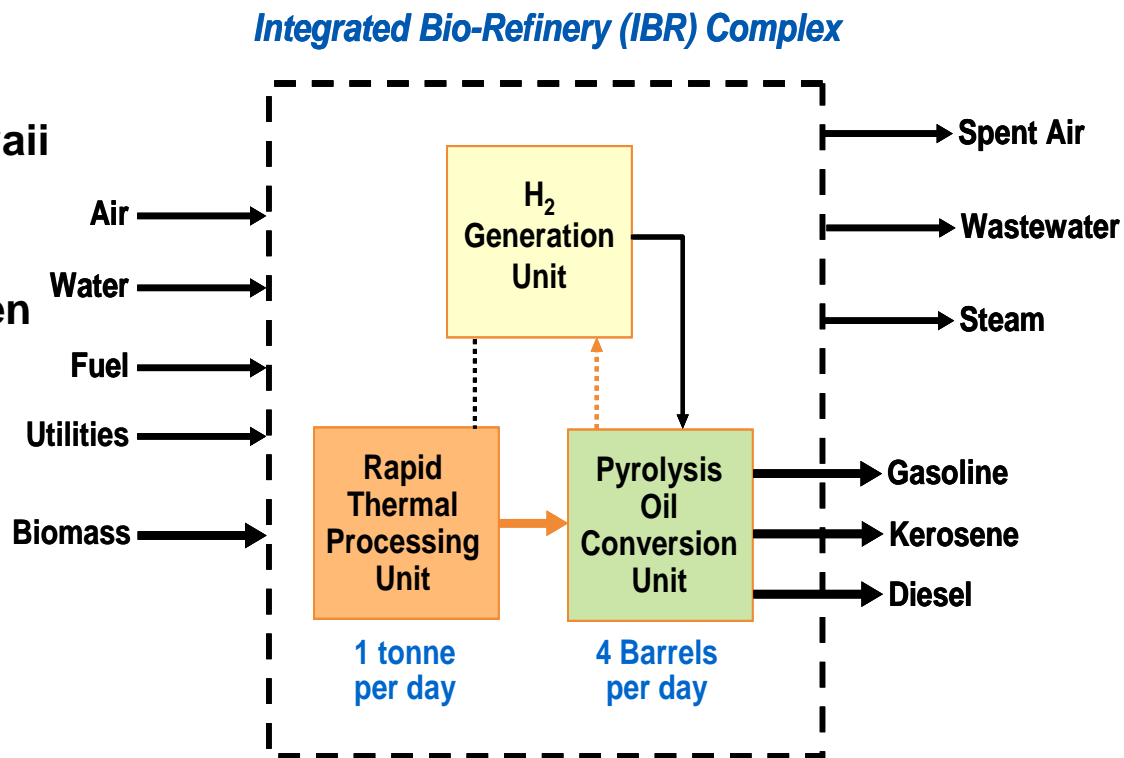 Integrated Bio-Refinery (IBR) Complex
aii
en
Air
Water
Fuel
Utilities
Biomass
H₂
Generation
Unit
Rapid
Thermal
Processing
Unit
1 tonne
per day
Pyrolysis
Oil
Conversion
Unit
4 Barrels
per day
Spent Air
Wastewater
Steam
Gasoline
Kerosene
Diesel